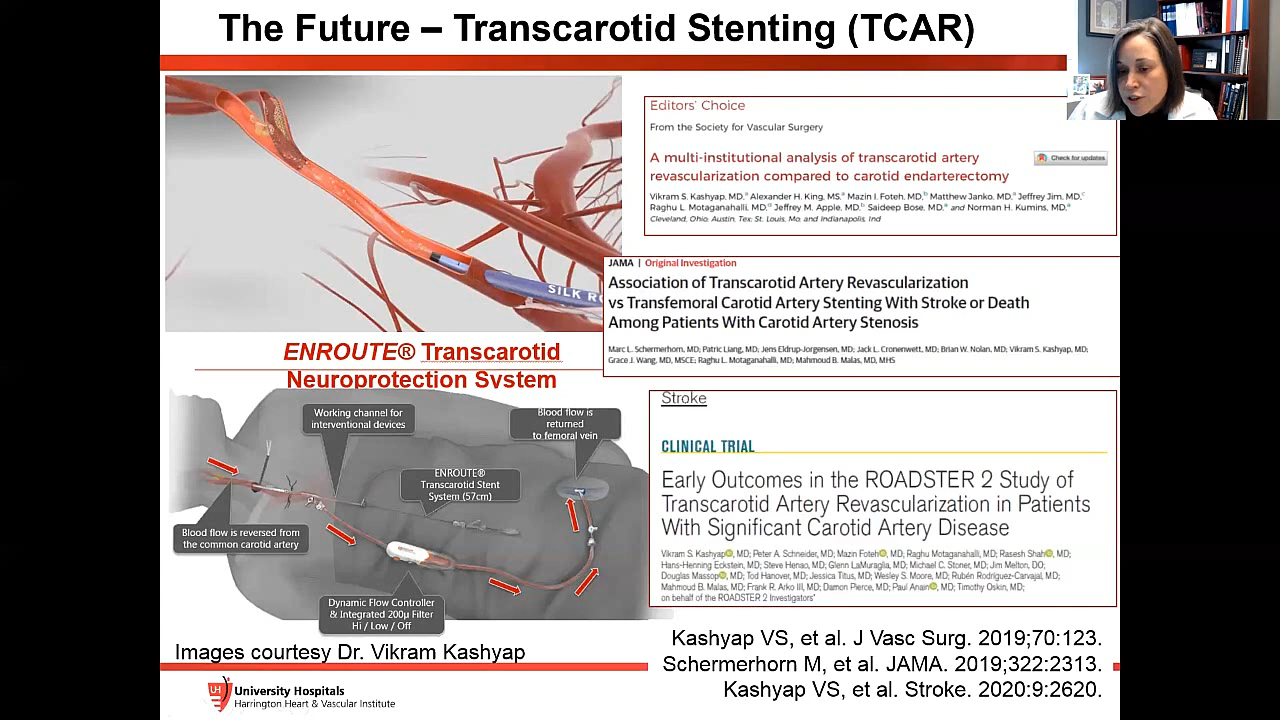 The Future – Transcarotid Stenting (TCAR)
Editors' Choice
From the Society for Vascular Surgery
A multi-institutional analysis of transcarotid artery
revascularization compared to carotid endarterectomy
Check for updates
Vikram S. Kashyap, MD,a Alexander H. King, MS,a Mazin I. Foteh, MD,b Matthew Janko, MD,a Jeffrey Jim, MD,c
Raghu L. Motaganahalli, MD,d Jeffrey M. Apple, MD,b Saideep Bose, MD,a and Norman H. Kumins, MD,a
Cleveland, Ohio; Austin, Tex; St. Louis, Mo; and Indianapolis, Ind
SILK RO
JAMA | Original Investigation
Association of Transcarotid Artery Revascularization
vs Transfemoral Carotid Artery Stenting With Stroke or Death
Among Patients With Carotid Artery Stenosis
Marc L. Schermerhorn, MD; Patric Liang, MD; Jens Eldrup-Jorgensen, MD; Jack L. Cronenwett, MD; Brian W. Nolan, MD; Vikram S. Kashyap, MD;
Grace J. Wang, MD, MSCE; Raghu L. Motaganahalli, MD; Mahmoud B. Malas, MD, MHS
ENROUTE® Transcarotid
Neuroprotection System
Working channel for
interventional devices
Blood flow is
returned
to femoral vein
ENROUTE®
Transcarotid Stent
System (57cm)
Blood flow is reversed from
the common carotid artery
ENROUTE
Dynamic Flow Controller
& Integrated 200µ Filter
Hi / Low / Off
Stroke
CLINICAL TRIAL
Early Outcomes in the ROADSTER 2 Study of
Transcarotid Artery Revascularization in Patients
With Significant Carotid Artery Disease
Vikram S. Kashyap, MD; Peter A. Schneider, MD; Mazin Foteh, MD; Raghu Motaganahalli, MD; Rasesh Shah, MD;
Hans-Henning Eckstein, MD; Steve Henao, MD; Glenn LaMuraglia, MD; Michael C. Stoner, MD; Jim Melton, DO;
Douglas Massop, MD; Tod Hanover, MD; Jessica Titus, MD; Wesley S. Moore, MD; Rubén Rodríguez-Carvajal, MD;
Mahmoud B. Malas, MD; Frank R. Arko III, MD; Damon Pierce, MD; Paul Anain, MD; Timothy Oskin, MD;
on behalf of the ROADSTER 2 Investigators*
Images courtesy Dr. Vikram Kashyap
Kashyap VS, et al. J Vasc Surg. 2019;70:123.
Schermerhorn M, et al. JAMA. 2019;322:2313.
Kashyap VS, et al. Stroke. 2020:9:2620.
UH
University Hospitals
Harrington Heart & Vascular Institute